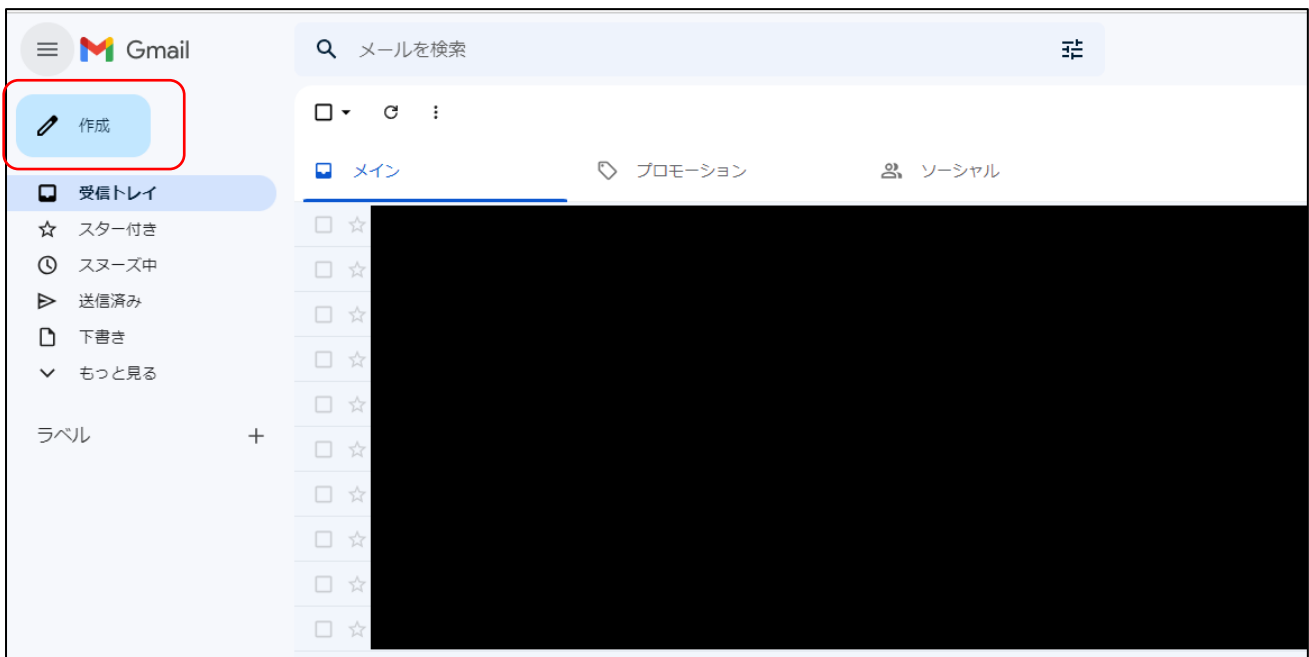 Gmail
メールを検索
作成
メイン
プロモーション
ソーシャル
受信トレイ
スター付き
スヌーズ中
送信済み
下書き
もっと見る
ラベル